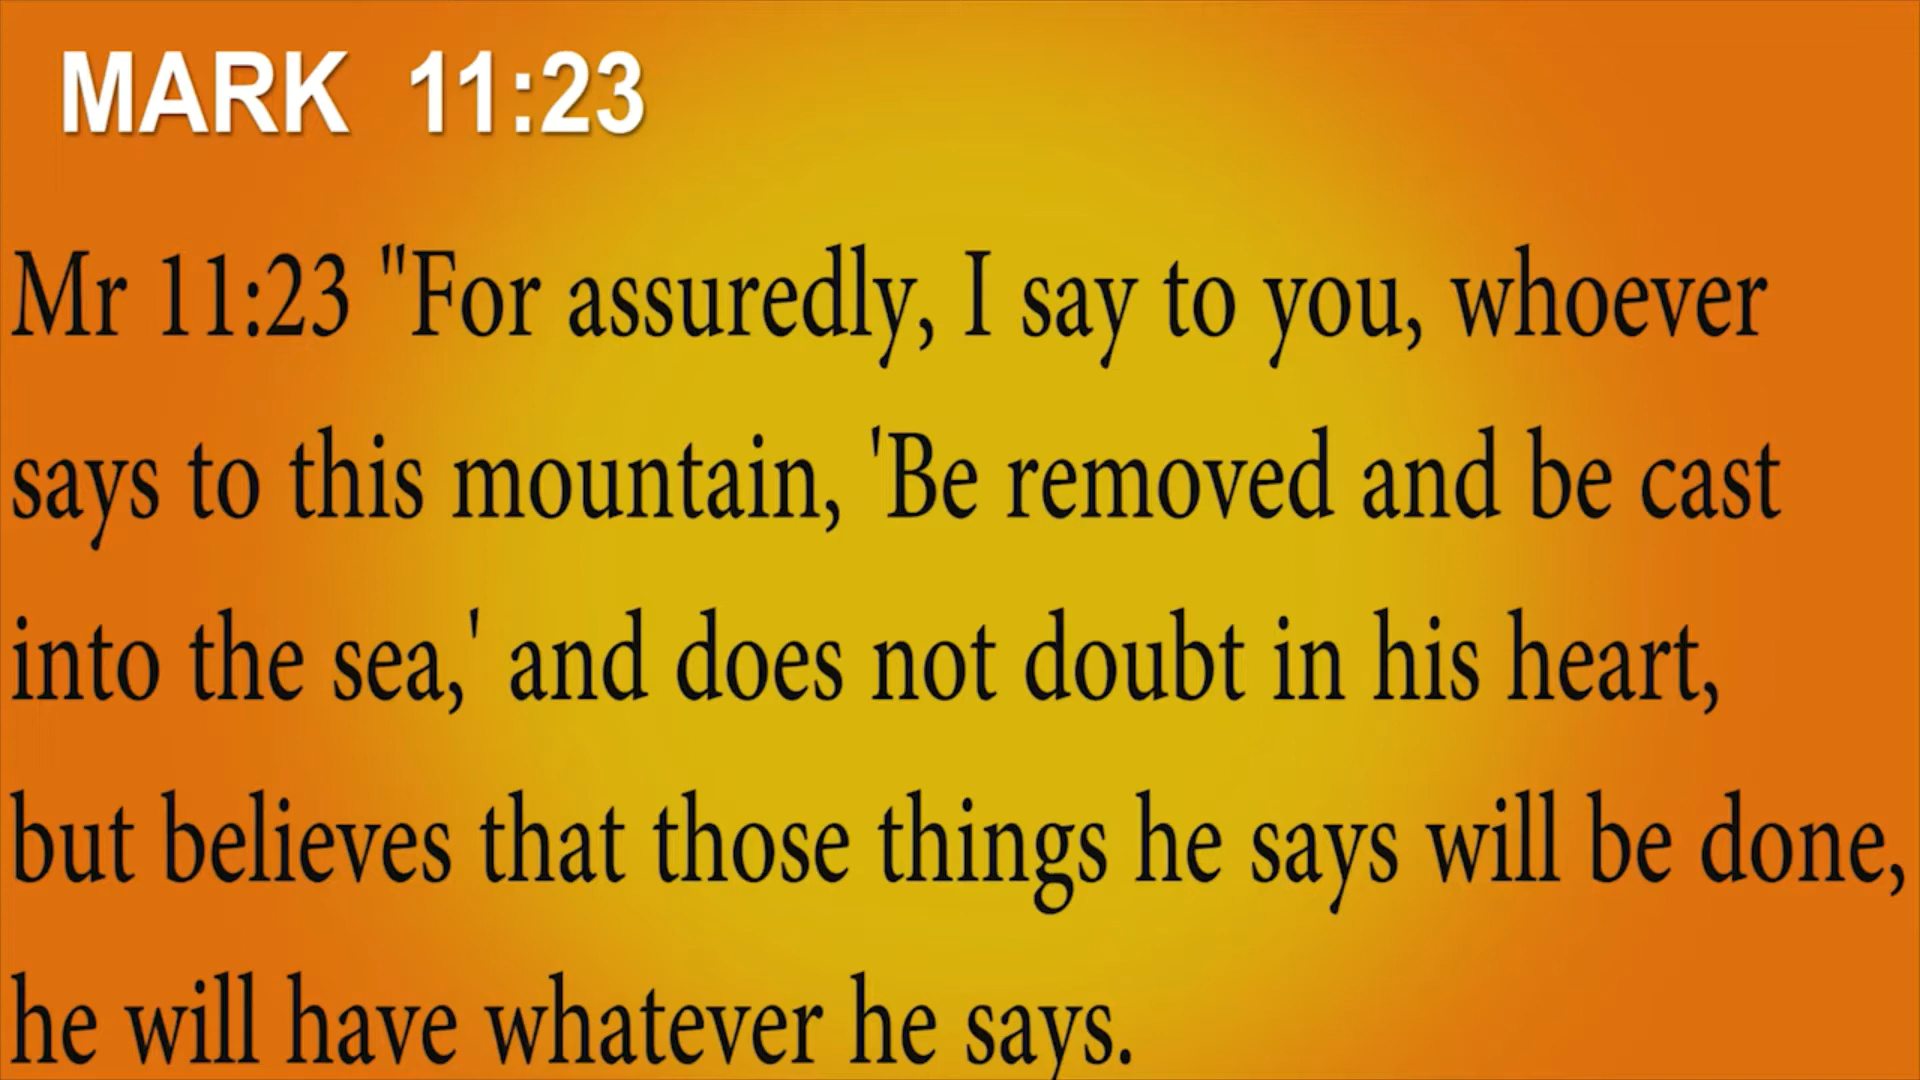 MARK 11:23
Mr 11:23 "For assuredly, I say to you, whoever
says to this mountain, 'Be removed and be cast
into the sea,' and does not doubt in his heart,
but believes that those things he says will be done,
he will have whatever he says.